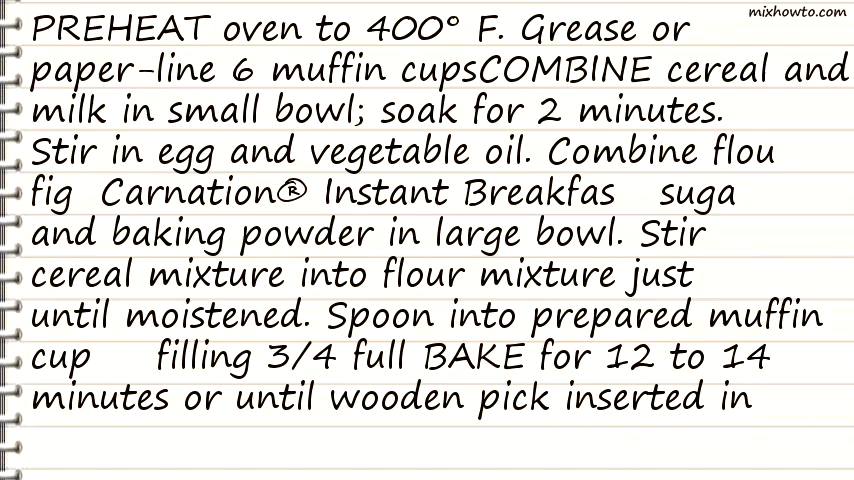 mixhowto.com
PREHEAT oven to 400° F. Grease or
paper-line 6 muffin cupsCOMBINE cereal and
milk in small bowl; soak for 2 minutes.
Stir in egg and vegetable oil. Combine flou
fig Carnation® Instant Breakfas suga
and baking powder in large bowl. Stir
cereal mixture into flour mixture just
until moistened. Spoon into prepared muffin
cup filling 3/4 full BAKE for 12 to 14
minutes or until wooden pick inserted in